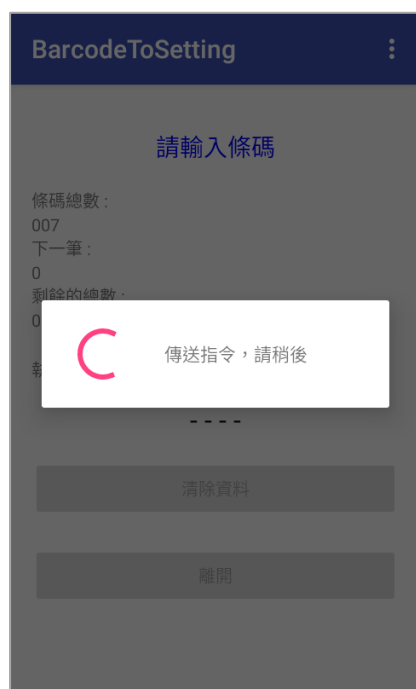 BarcodeToSetting
請輸入條碼
條碼總數 :
007
下一筆 :
0
剩餘的總數 :
0
傳送指令，請稍後
- - - -
清除資料
離開